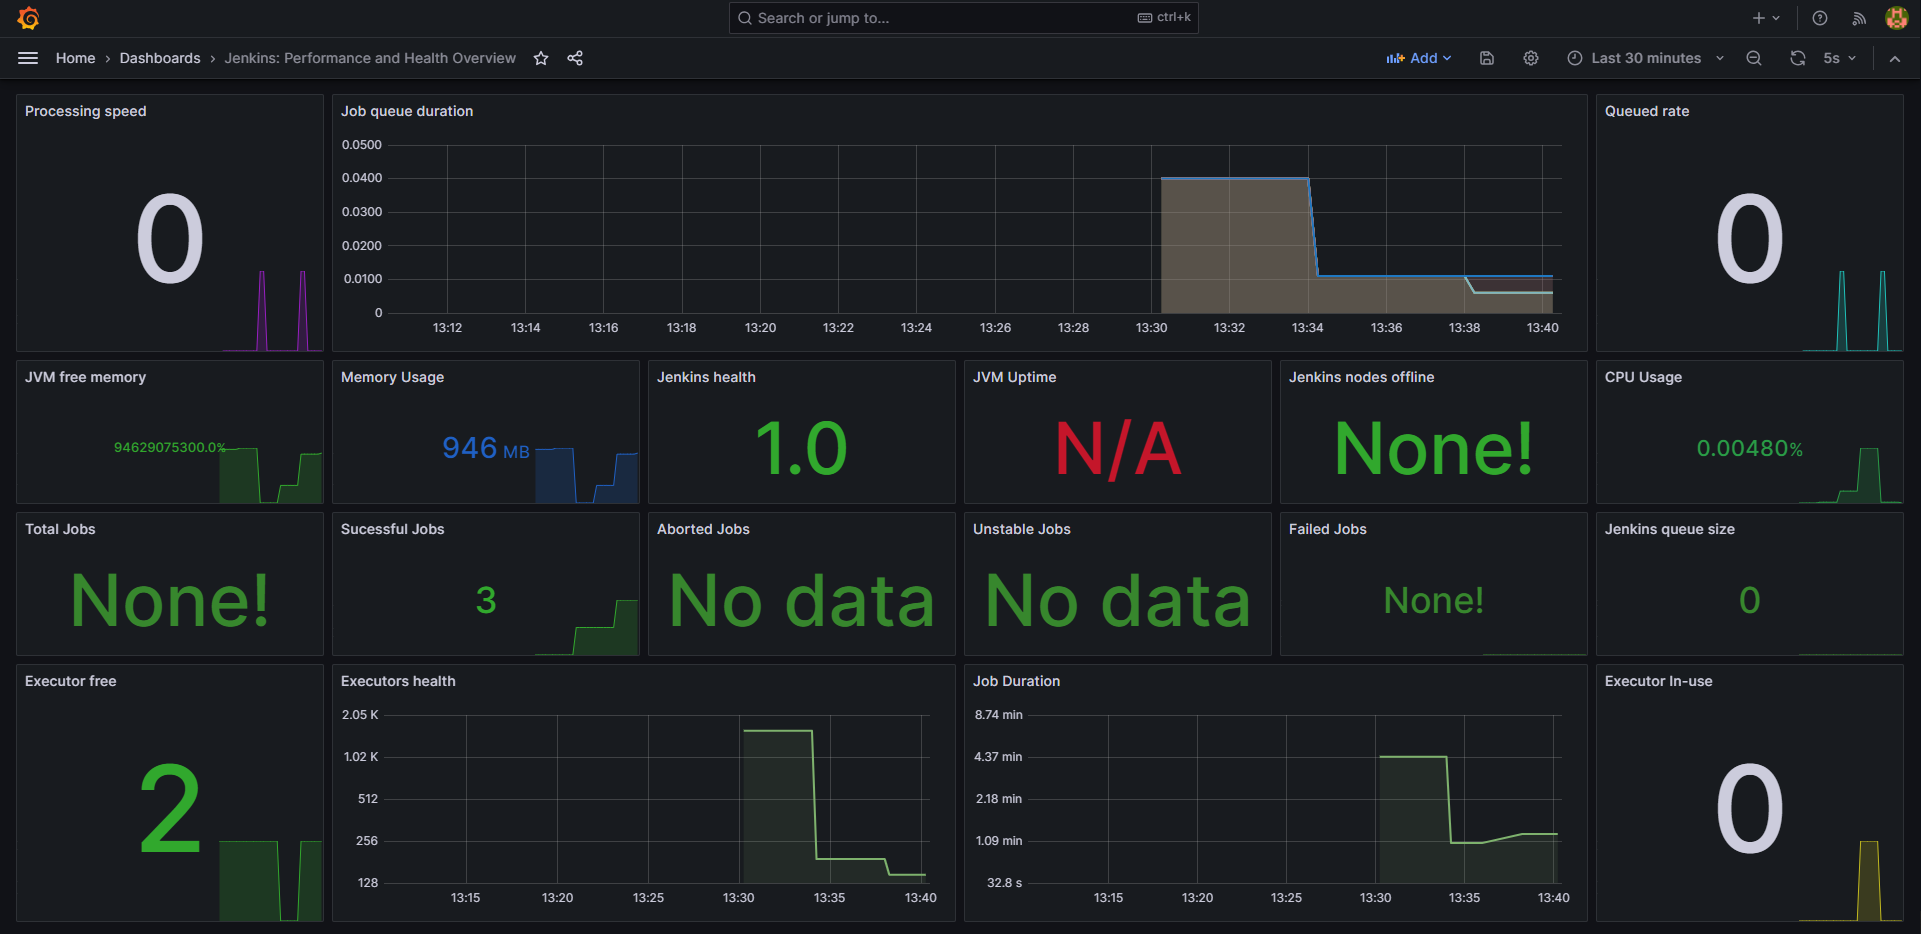 Search or jump to...
ctrl+k
Home › Dashboards › Jenkins: Performance and Health Overview
Add
Last 30 minutes
5s
Processing speed
0
Job queue duration
0.0500
0.0400
0.0300
0.0200
0.0100
0
13:12 13:14 13:16 13:18 13:20 13:22 13:24 13:26 13:28 13:30 13:32 13:34 13:36 13:38 13:40
Queued rate
0
JVM free memory
94629075300.0%
Memory Usage
946 MB
Jenkins health
1.0
JVM Uptime
N/A
Jenkins nodes offline
None!
CPU Usage
0.00480%
Total Jobs
None!
Sucessful Jobs
3
Aborted Jobs
No data
Unstable Jobs
No data
Failed Jobs
None!
Jenkins queue size
0
Executor free
2
Executors health
2.05 K
1.02 K
512
256
128
13:15 13:20 13:25 13:30 13:35 13:40
Job Duration
8.74 min
4.37 min
2.18 min
1.09 min
32.8 s
13:15 13:20 13:25 13:30 13:35 13:40
Executor In-use
0